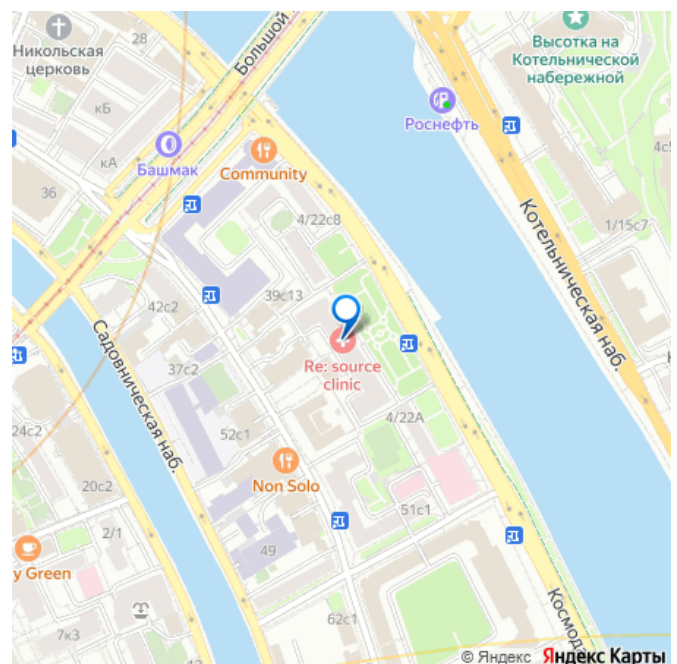 Никольская
церковь
28
Большой
Высотка на
Котельнической
набережной
кБ
Роснефть
кА
Башмак
Community
4с5
36
4/22с8
1/15с7
Котельническая наб.
39с13
42с2
Садовническая наб.
37с2
Re: source
clinic
4/22А
24с2
52с1
Non Solo
20с2
51с1
2/1
49
y Green
62с1
7к3
Космода
© Яндекс Яндекс Карты